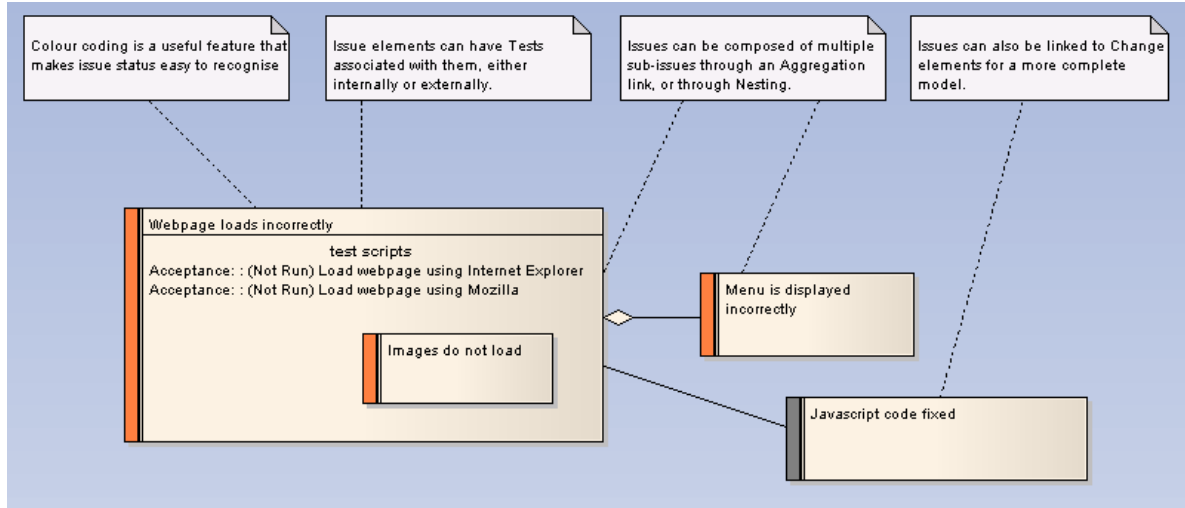 Colour coding is a useful feature that
makes issue status easy to recognise
Issue elements can have Tests
associated with them, either
internally or externally.
Issues can be composed of multiple
sub-issues through an Aggregation
link, or through Nesting.
Issues can also be linked to Change
elements for a more complete
model.
Webpage loads incorrectly
test scripts
Acceptance: : (Not Run) Load webpage using Internet Explorer
Acceptance: : (Not Run) Load webpage using Mozilla
Images do not load
Menu is displayed
incorrectly
Javascript code fixed